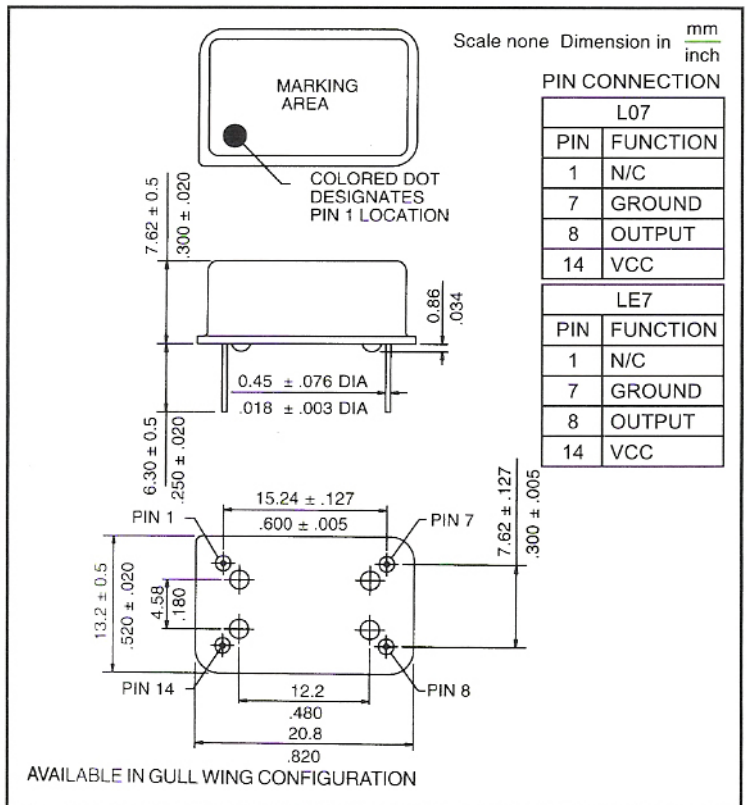 Scale none Dimension in mm
inch
MARKING
AREA
COLORED DOT
DESIGNATES
PIN 1 LOCATION
PIN CONNECTION
L07
PIN FUNCTION
1 N/C
7 GROUND
8 OUTPUT
14 VCC
LE7
PIN FUNCTION
1 N/C
7 GROUND
8 OUTPUT
14 VCC
7.62 ± 0.5
.300 ± .020
0.86
.034
0.45 ± .076 DIA
.018 ± .003 DIA
6.30 ± 0.5
.250 ± .020
15.24 ± .127
.600 ± .005
PIN 1
PIN 7
7.62 ± .127
.300 ± .005
13.2 ± 0.5
.520 ± .020
4.58
.180
PIN 14
PIN 8
12.2
.480
20.8
.820
AVAILABLE IN GULL WING CONFIGURATION